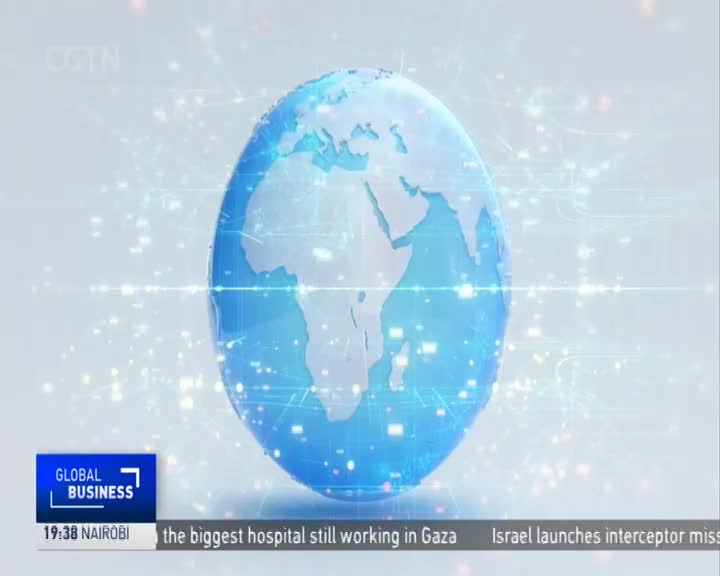 CGTN
GLOBAL
BUSINESS
19:38 NAIROBI
the biggest hospital still working in Gaza Israel launches interceptor miss